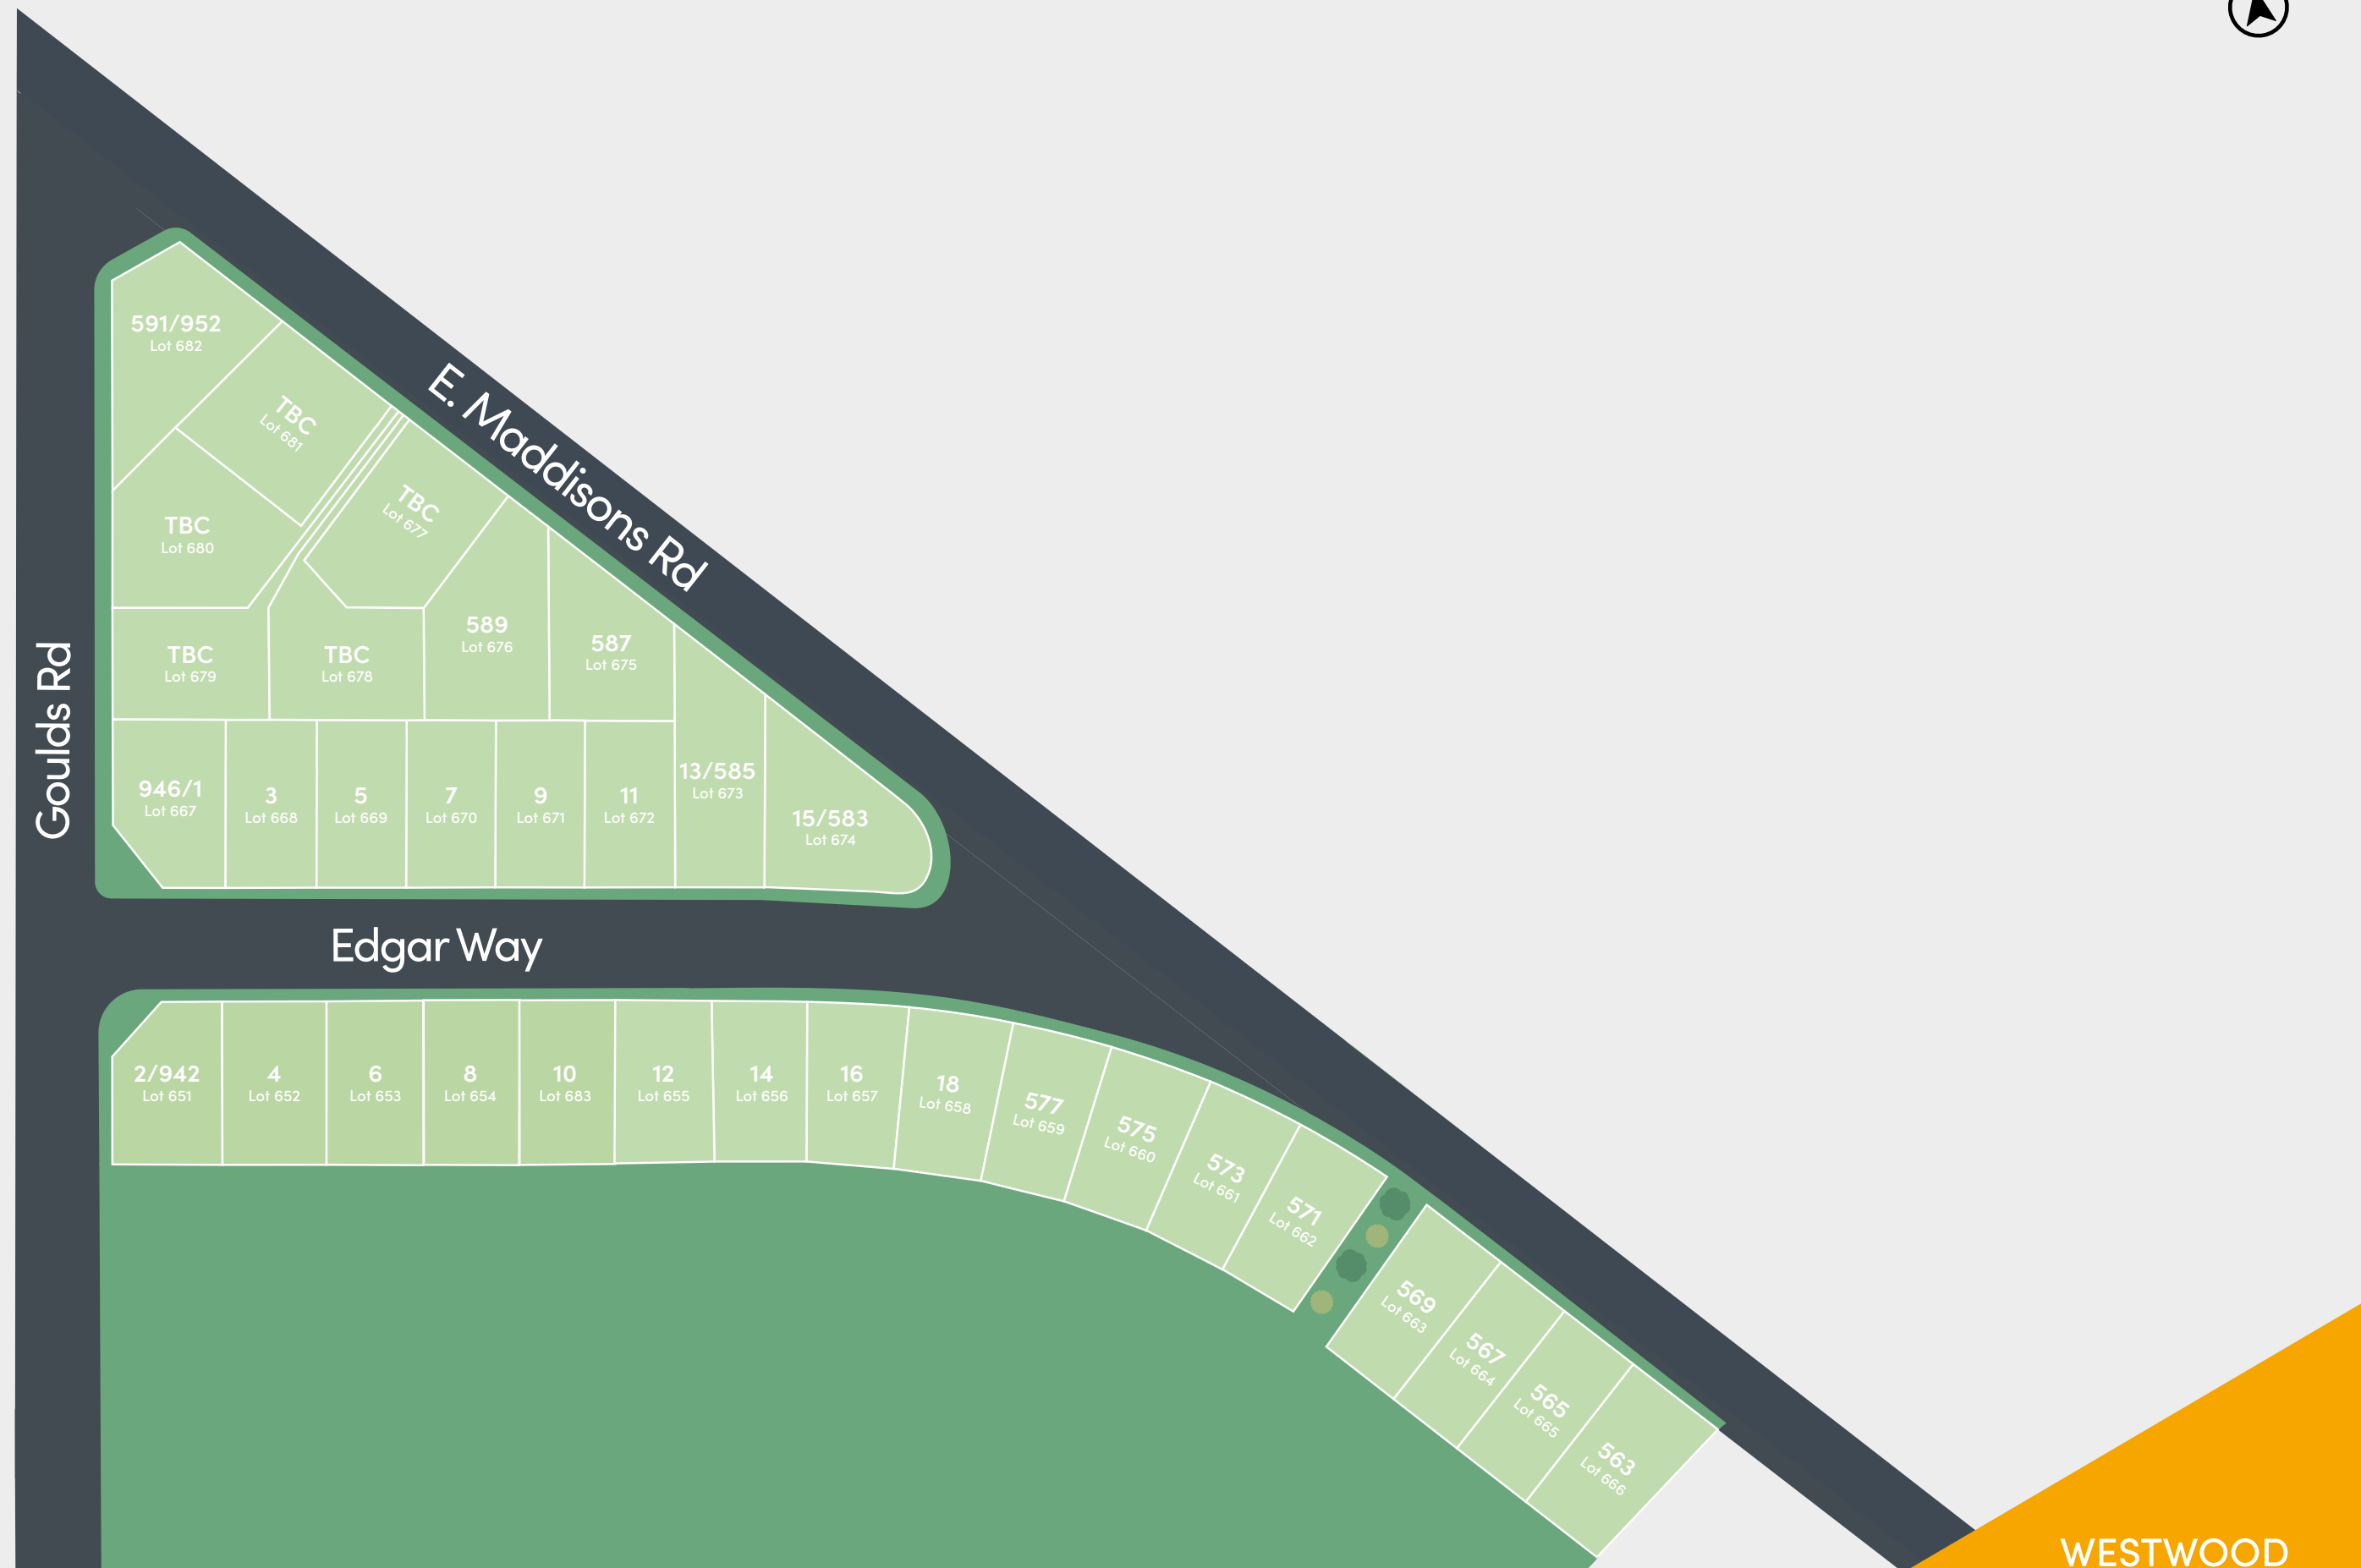 591/952
Lot 682
TBC
Lot 681
E. Maddisons Rd
TBC
Lot 677
TBC
Lot 680
589
Lot 676
587
Lot 675
TBC
Lot 679
TBC
Lot 678
Goulds Rd
946/1
Lot 667
3
Lot 668
5
Lot 669
7
Lot 670
9
Lot 671
11
Lot 672
13/585
Lot 673
15/583
Lot 674
Edgar Way
2/942
Lot 651
4
Lot 652
6
Lot 653
8
Lot 654
10
Lot 683
12
Lot 655
14
Lot 656
16
Lot 657
18
Lot 658
577
Lot 659
575
Lot 660
573
Lot 661
571
Lot 662
569
Lot 663
567
Lot 664
565
Lot 665
563
Lot 666
WESTWOOD